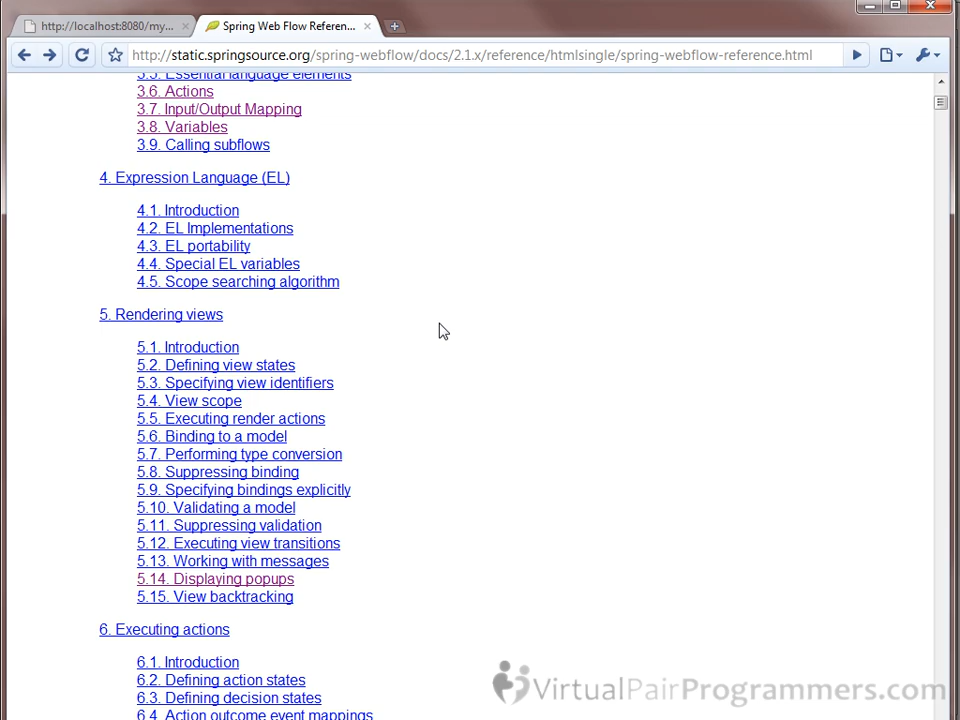 http://localhost:8080/my...
Spring Web Flow Referen...
http://static.springsource.org/spring-webflow/docs/2.1.x/reference/htmlsingle/spring-webflow-reference.html
3.5. Essential language elements
3.6. Actions
3.7. Input/Output Mapping
3.8. Variables
3.9. Calling subflows
4. Expression Language (EL)
4.1. Introduction
4.2. EL Implementations
4.3. EL portability
4.4. Special EL variables
4.5. Scope searching algorithm
5. Rendering views
5.1. Introduction
5.2. Defining view states
5.3. Specifying view identifiers
5.4. View scope
5.5. Executing render actions
5.6. Binding to a model
5.7. Performing type conversion
5.8. Suppressing binding
5.9. Specifying bindings explicitly
5.10. Validating a model
5.11. Suppressing validation
5.12. Executing view transitions
5.13. Working with messages
5.14. Displaying popups
5.15. View backtracking
6. Executing actions
6.1. Introduction
6.2. Defining action states
6.3. Defining decision states
6.4. Action outcome event mappings
VirtualPairProgrammers.com